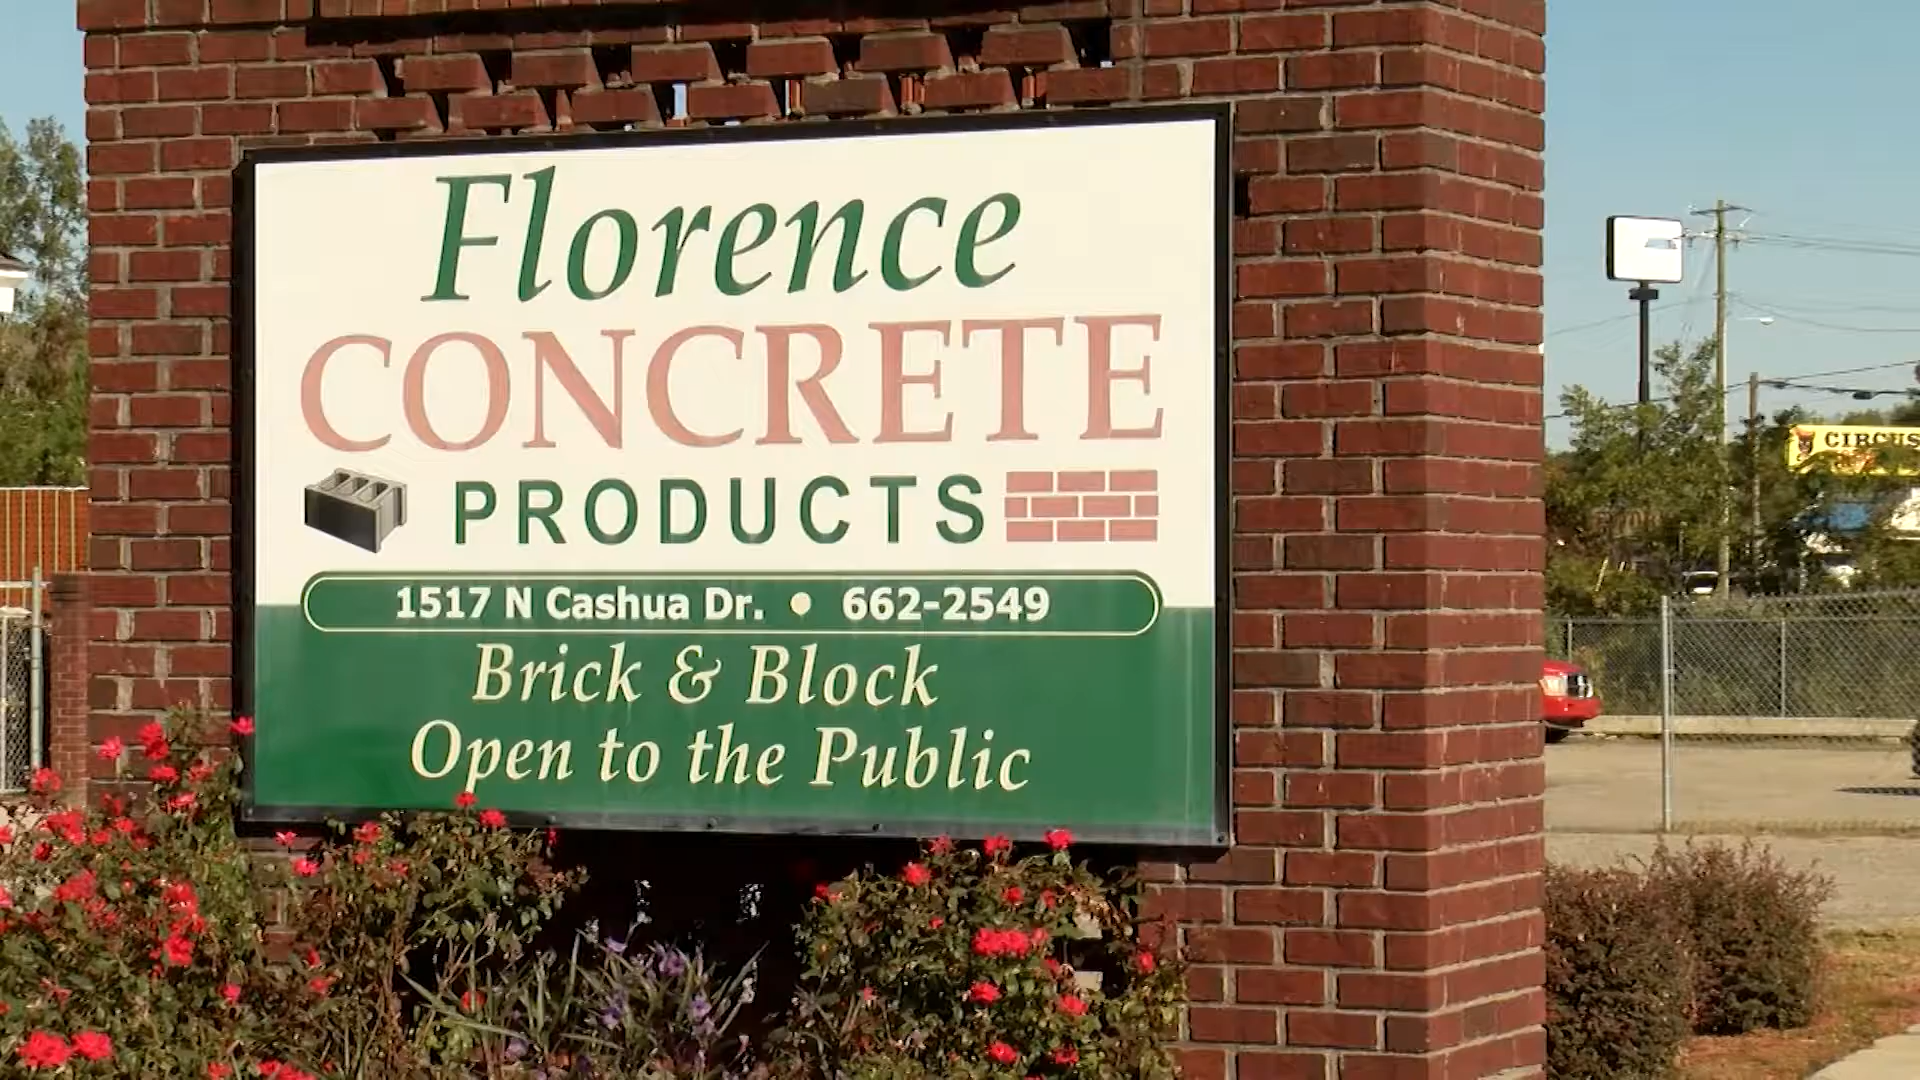 Florence
CONCRETE
PRODUCTS
1517 N Cashua Dr. • 662-2549
Brick & Block
Open to the Public
CIRCUS